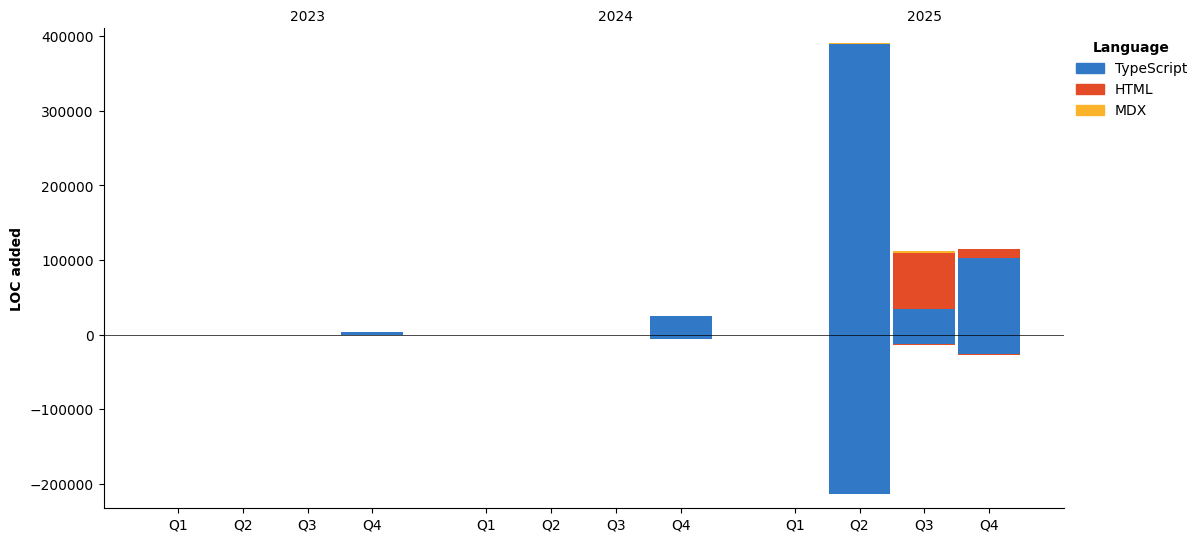 2023 2024 2025
Language
TypeScript
HTML
MDX
LOC added
400000
300000
200000
100000
0
−100000
−200000
Q1 Q2 Q3 Q4 Q1 Q2 Q3 Q4 Q1 Q2 Q3 Q4